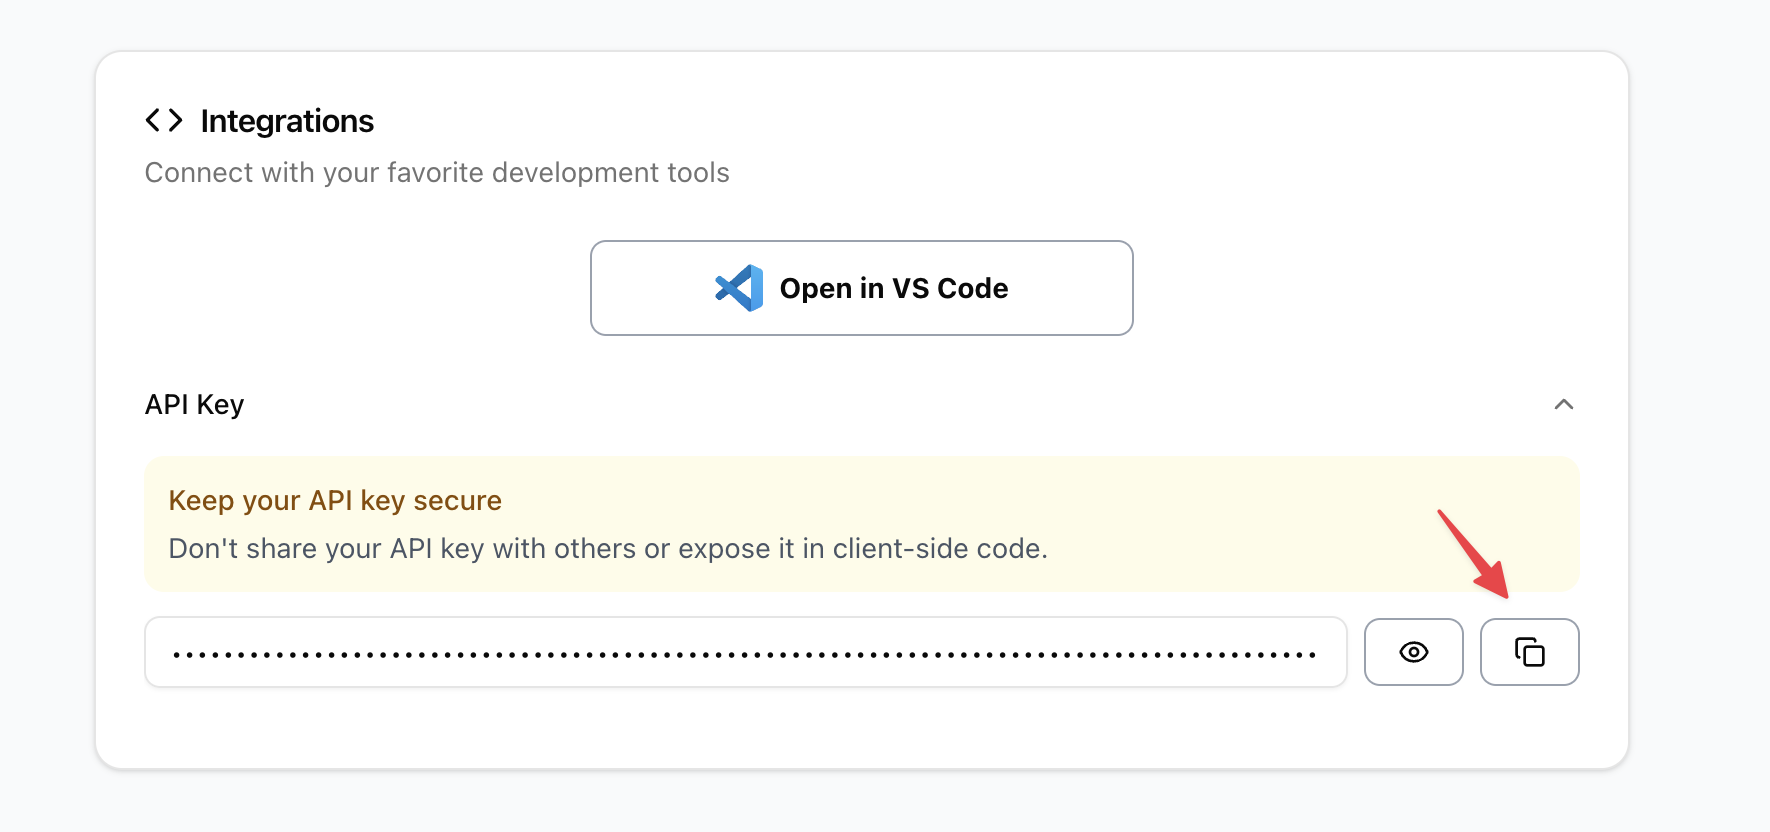 Integrations
Connect with your favorite development tools
Open in VS Code
API Key
Keep your API key secure
Don't share your API key with others or expose it in client-side code.